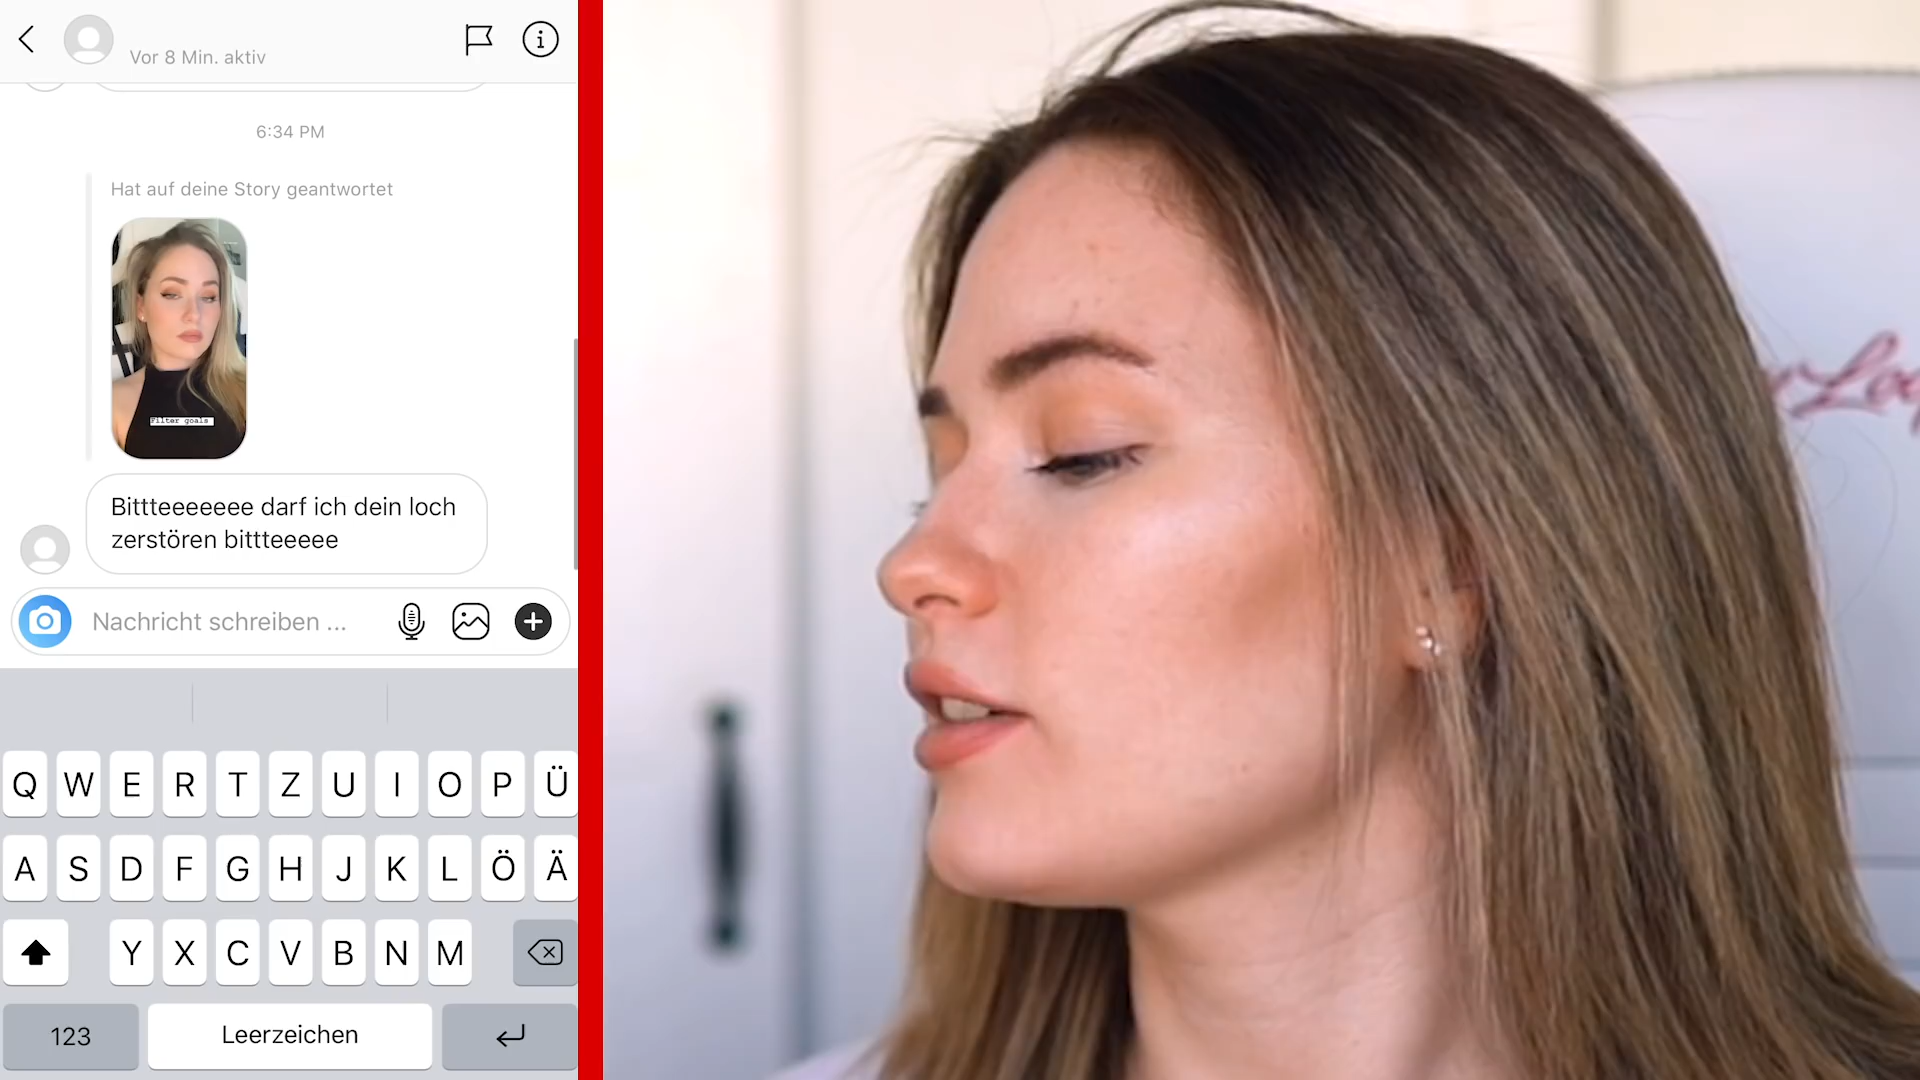 Vor 8 Min. aktiv
6:34 PM
Hat auf deine Story geantwortet
Filter goals
Bittteeeeeee darf ich dein loch
zerstören bittteeeee
Nachricht schreiben ...
Q W E R T Z U I O P Ü
A S D F G H J K L Ö Ä
Y X C V B N M
123 Leerzeichen